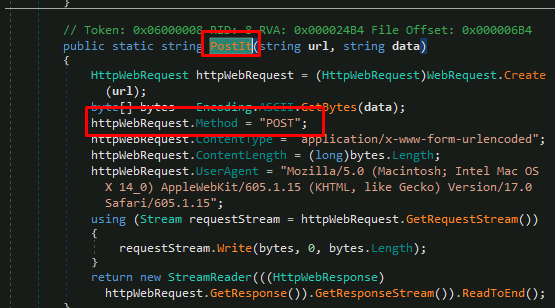 // Token: 0x06000008 RID: 8 RVA: 0x000024B4 File Offset: 0x000006B4
public static string PostIt(string url, string data)
{
HttpWebRequest httpWebRequest = (HttpWebRequest)WebRequest.Create
(url);
byte[] bytes = Encoding.ASCII.GetBytes(data);
httpWebRequest.Method = "POST";
httpWebRequest.ContentType = "application/x-www-form-urlencoded";
httpWebRequest.ContentLength = (long)bytes.Length;
httpWebRequest.UserAgent = "Mozilla/5.0 (Macintosh; Intel Mac OS
X 14_0) AppleWebKit/605.1.15 (KHTML, like Gecko) Version/17.0
Safari/605.1.15";
using (Stream requestStream = httpWebRequest.GetRequestStream())
{
requestStream.Write(bytes, 0, bytes.Length);
}
return new StreamReader(((HttpWebResponse)
httpWebRequest.GetResponse()).GetResponseStream()).ReadToEnd();
}